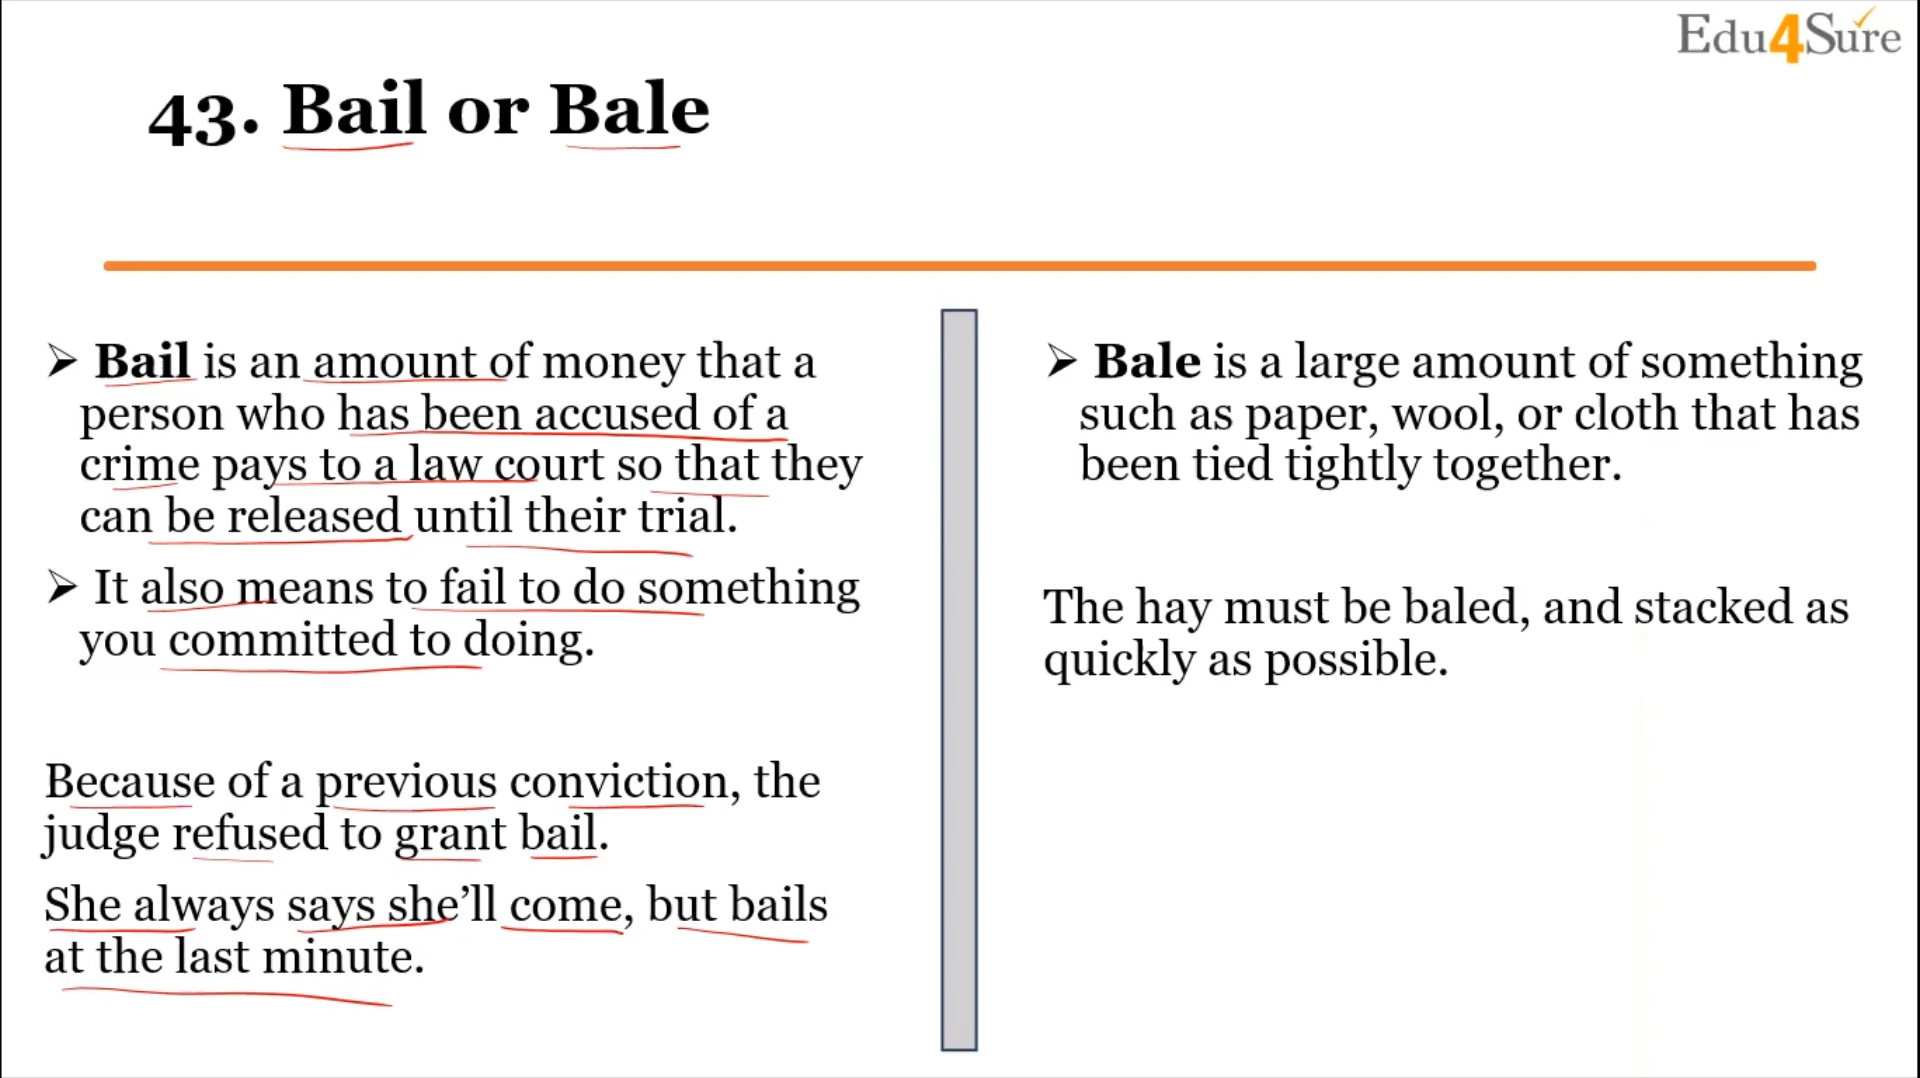 Edu4Sure
43. Bail or Bale
➢ Bail is an amount of money that a
person who has been accused of a
crime pays to a law court so that they
can be released until their trial.
➢ It also means to fail to do something
you committed to doing.
Because of a previous conviction, the
judge refused to grant bail.
She always says she’ll come, but bails
at the last minute.
➢ Bale is a large amount of something
such as paper, wool, or cloth that has
been tied tightly together.
The hay must be baled, and stacked as
quickly as possible.